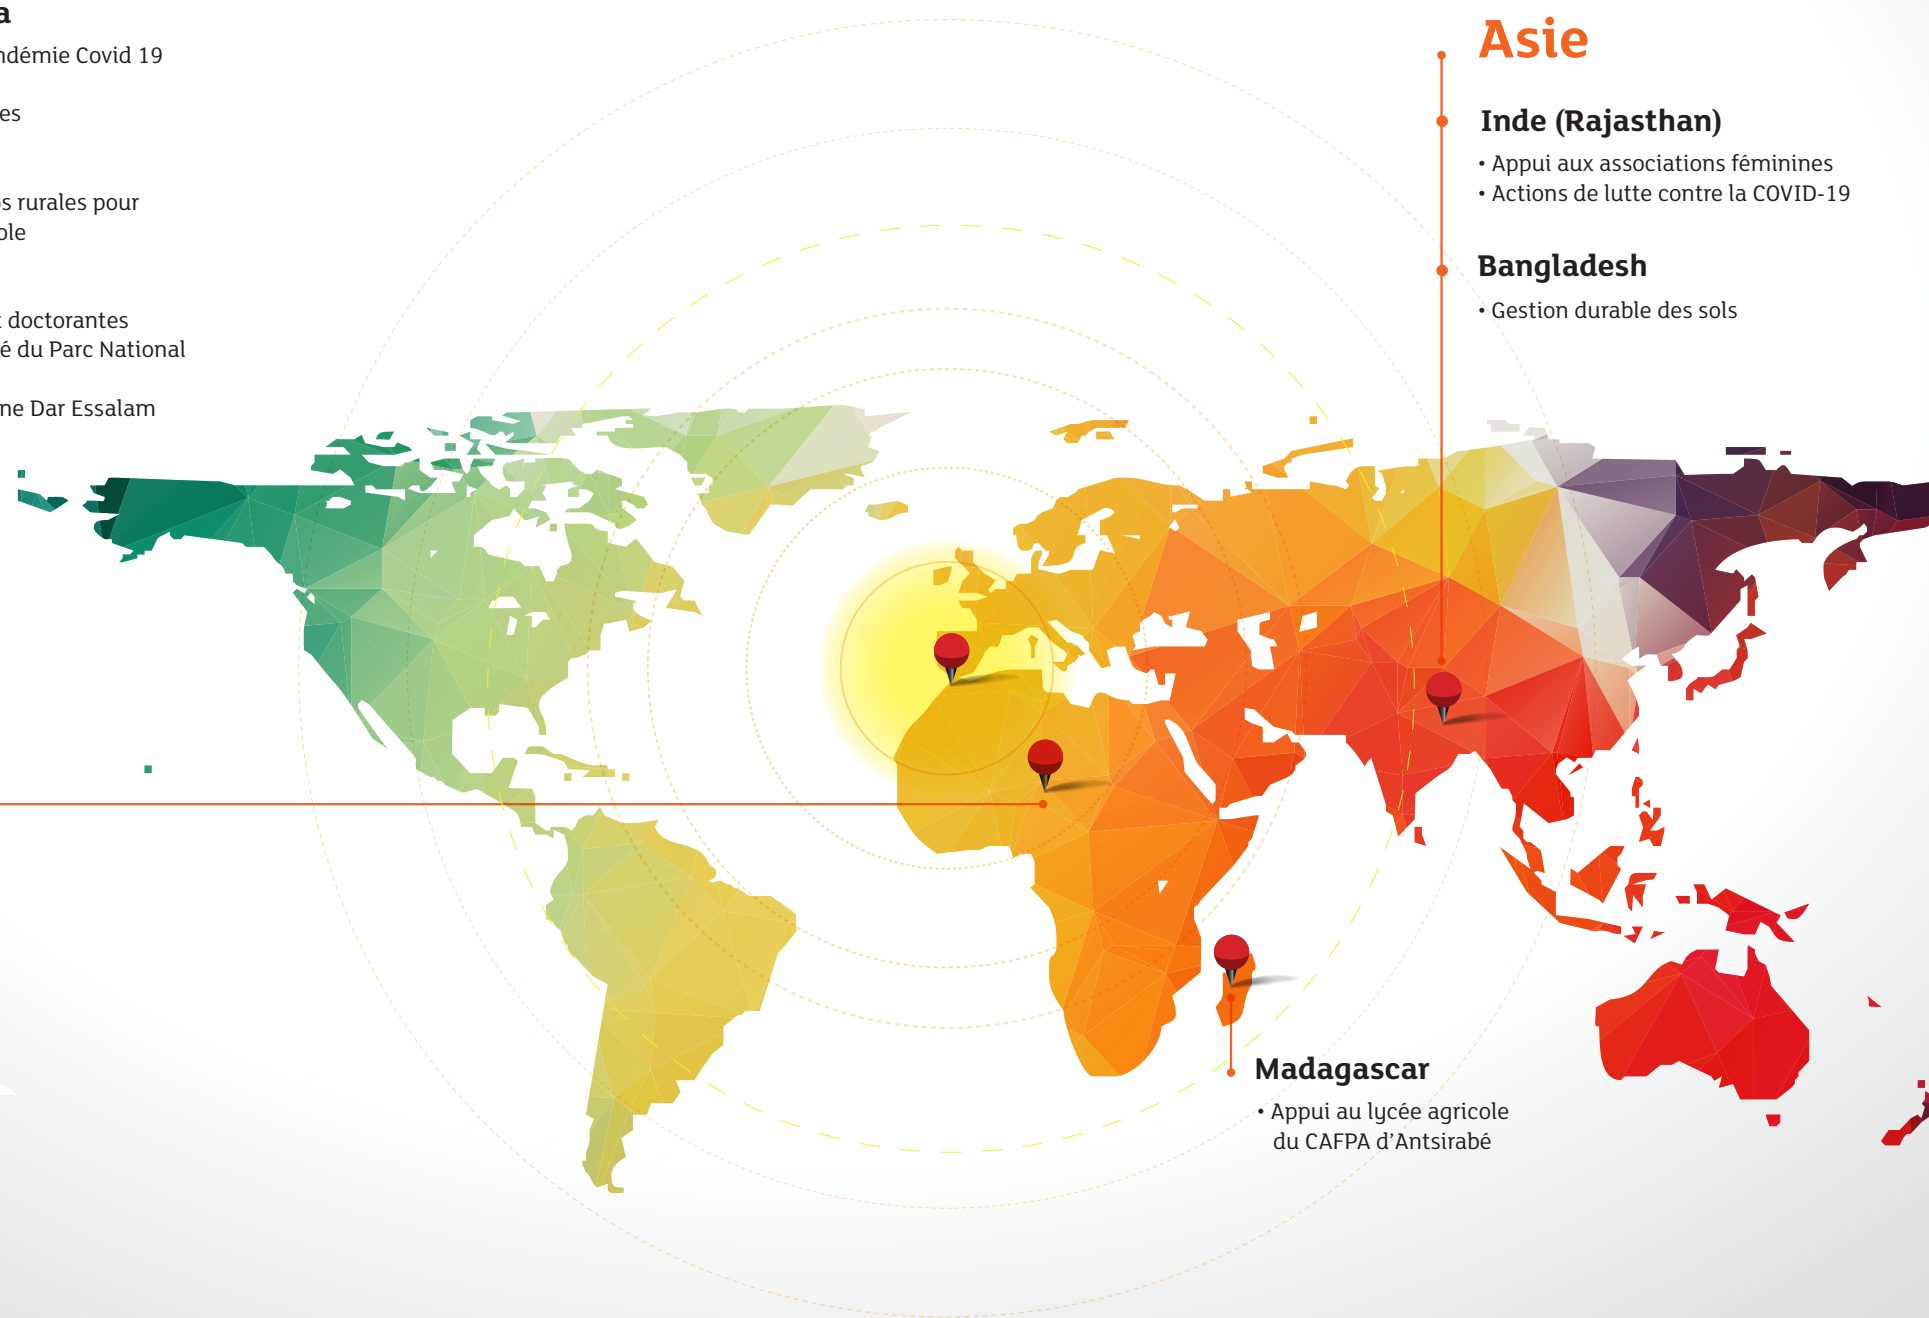 a
ndémie Covid 19
es
s rurales pour
ole
t doctorantes
é du Parc National
ne Dar Essalam
Asie
Inde (Rajasthan)
• Appui aux associations féminines
• Actions de lutte contre la COVID-19
Bangladesh
• Gestion durable des sols
Madagascar
• Appui au lycée agricole
du CAFPA d'Antsirabé